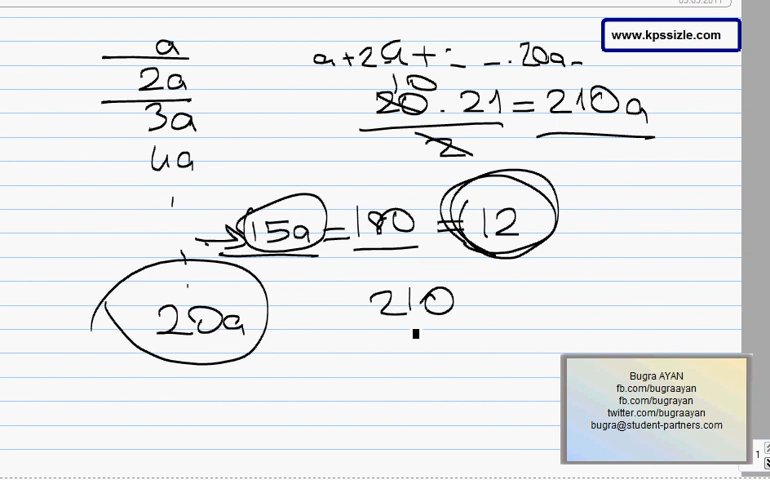 www.kpssizle.com
a
2a
3a
4a
20a
a+2a+ - - . 20a-
10
20 . 21 = 210a
2
15a = 180 = 12
210
Bugra AYAN
fb.com/bugraayan
fb.com/bugrayan
twitter.com/bugraayan
bugra@student-partners.com
1